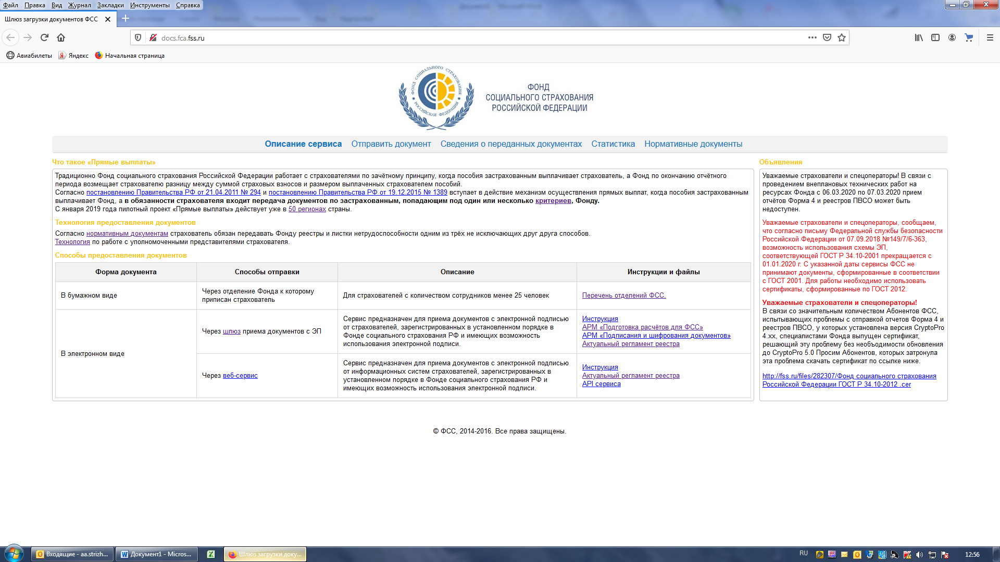 Файл Правка Вид Журнал Закладки Инструменты Справка
Шлюз загрузки документов ФСС
docs.fca.fss.ru
Авиабилеты Яндекс Начальная страница
ФОНД СОЦИАЛЬНОГО СТРАХОВАНИЯ
РОССИЙСКАЯ ФЕДЕРАЦИЯ
ФОНД
СОЦИАЛЬНОГО СТРАХОВАНИЯ
РОССИЙСКОЙ ФЕДЕРАЦИИ
Описание сервиса Отправить документ Сведения о переданных документах Статистика Нормативные документы
Что такое «Прямые выплаты»
Традиционно Фонд социального страхования Российской Федерации работает с страхователями по зачётному принципу, когда пособия застрахованным выплачивает страхователь, а Фонд по окончанию отчётного
периода возмещает страхователю разницу между суммой страховых взносов и размером выплаченных страхователем пособий.
Согласно постановлению Правительства РФ от 21.04.2011 № 294 и постановлению Правительства РФ от 19.12.2015 № 1389 вступает в действие механизм осуществления прямых выплат, когда пособия застрахованным
выплачивает Фонд, а в обязанности страхователя входит передача документов по застрахованным, попадающим под один или несколько критериев, Фонду.
С января 2019 года пилотный проект «Прямые выплаты» действует уже в 50 регионах страны.
Технология предоставления документов
Согласно нормативным документам страхователь обязан передавать Фонду реестры и листки нетрудоспособности одним из трёх не исключающих друг друга способов.
Технология по работе с уполномоченными представителями страхователя.
Способы предоставления документов
Форма документа Способы отправки Описание Инструкции и файлы
В бумажном виде
Через отделение Фонда к которому
приписан страхователь
Для страхователей с количеством сотрудников менее 25 человек
Перечень отделений ФСС.
В электронном виде
Через шлюз приема документов с ЭП
Сервис предназначен для приема документов с электронной подписью
от страхователей, зарегистрированных в установленном порядке в
Фонде социального страхования РФ и имеющих возможность
использования электронной подписи.
Инструкция
АРМ «Подготовка расчётов для ФСС»
АРМ «Подписания и шифрования документов»
Актуальный регламент реестра
Через веб-сервис
Сервис предназначен для приема документов с электронной подписью
от информационных систем страхователей, зарегистрированных в
установленном порядке в Фонде социального страхования РФ и
имеющих возможность использования электронной подписи.
Инструкция
Актуальный регламент реестра
API сервиса
Объявления
Уважаемые страхователи и спецоператоры! В связи с
проведением внеплановых технических работ на
ресурсах Фонда с 06.03.2020 по 07.03.2020 прием
отчётов Форма 4 и реестров ПВСО может быть
недоступен.
Уважаемые страхователи и спецоператоры, сообщаем,
что согласно письму Федеральной службы безопасности
Российской Федерации от 07.09.2018 №149/7/6-363,
возможность использования схемы ЭП,
соответствующей ГОСТ Р 34.10-2001 прекращается с
01.01.2020 г. С указанной даты сервисы ФСС не
принимают документы, сформированные в соответствии
с ГОСТ 2001. Для работы необходимо использовать
сертификаты, сформированные по ГОСТ 2012.
Уважаемые страхователи и спецоператоры!
В связи со значительным количеством Абонентов ФСС,
испытывающих проблемы с отправкой отчетов Форма 4 и
реестров ПВСО, у которых установлена версия CryptoPro
4.xx, специалистами Фонда выпущен сертификат,
решающий эту проблему без необъодимости обновления
до CryptoPro 5.0 Просим Абонентов, которых затронула
эта проблема скачать сертификат по ссылке ниже.
http://fss.ru/files/282307/Фонд социального страхования
Российской Федерации ГОСТ Р 34.10-2012 .cer
© ФСС, 2014-2016. Все права защищены.
Входящие - aa.strizh... Документ1 - Micros... Шлюз загрузки доку... RU 12:56